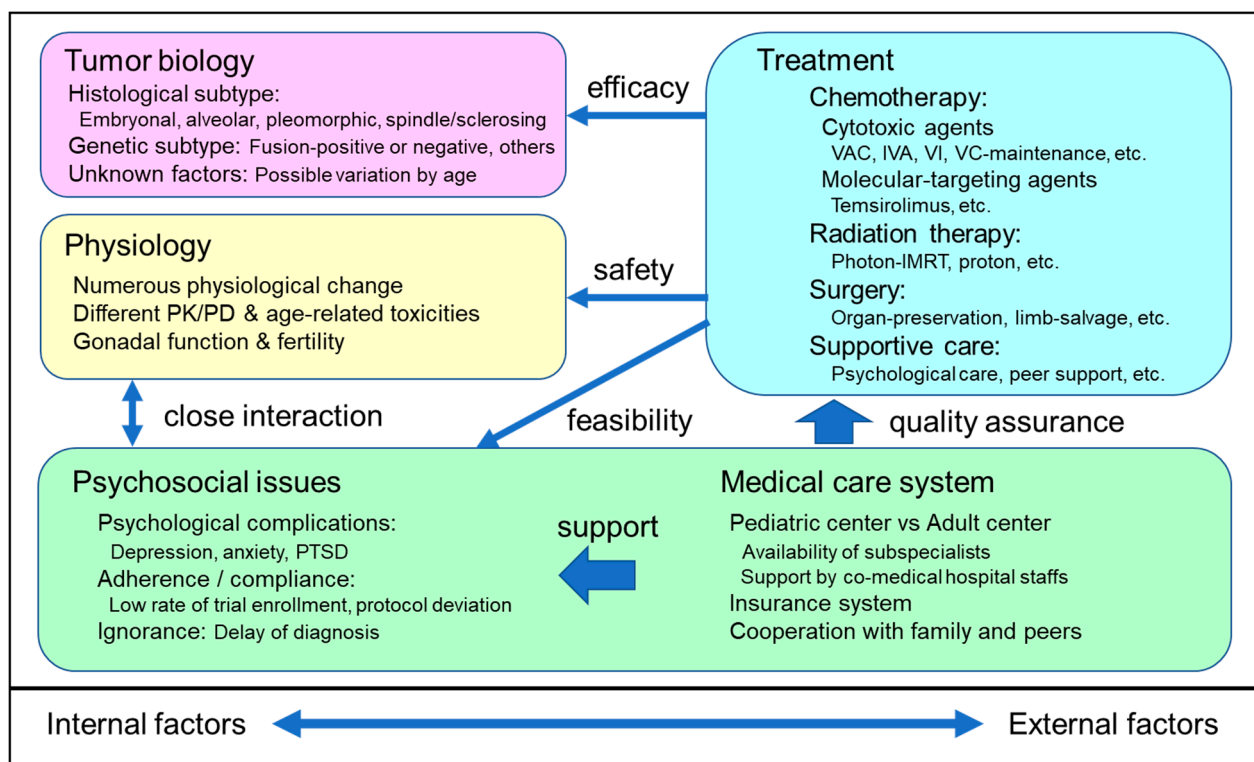 Tumor biology
Histological subtype:
Embryonal, alveolar, pleomorphic, spindle/sclerosing
Genetic subtype: Fusion-positive or negative, others
Unknown factors: Possible variation by age
efficacy
Treatment
Chemotherapy:
Cytotoxic agents
VAC, IVA, VI, VC-maintenance, etc.
Molecular-targeting agents
Temsirolimus, etc.
Radiation therapy:
Photon-IMRT, proton, etc.
Surgery:
Organ-preservation, limb-salvage, etc.
Supportive care:
Psychological care, peer support, etc.
Physiology
Numerous physiological change
Different PK/PD & age-related toxicities
Gonadal function & fertility
safety
close interaction
feasibility
quality assurance
Psychosocial issues
Psychological complications:
Depression, anxiety, PTSD
Adherence / compliance:
Low rate of trial enrollment, protocol deviation
Ignorance: Delay of diagnosis
support
Medical care system
Pediatric center vs Adult center
Availability of subspecialists
Support by co-medical hospital staffs
Insurance system
Cooperation with family and peers
Internal factors
External factors